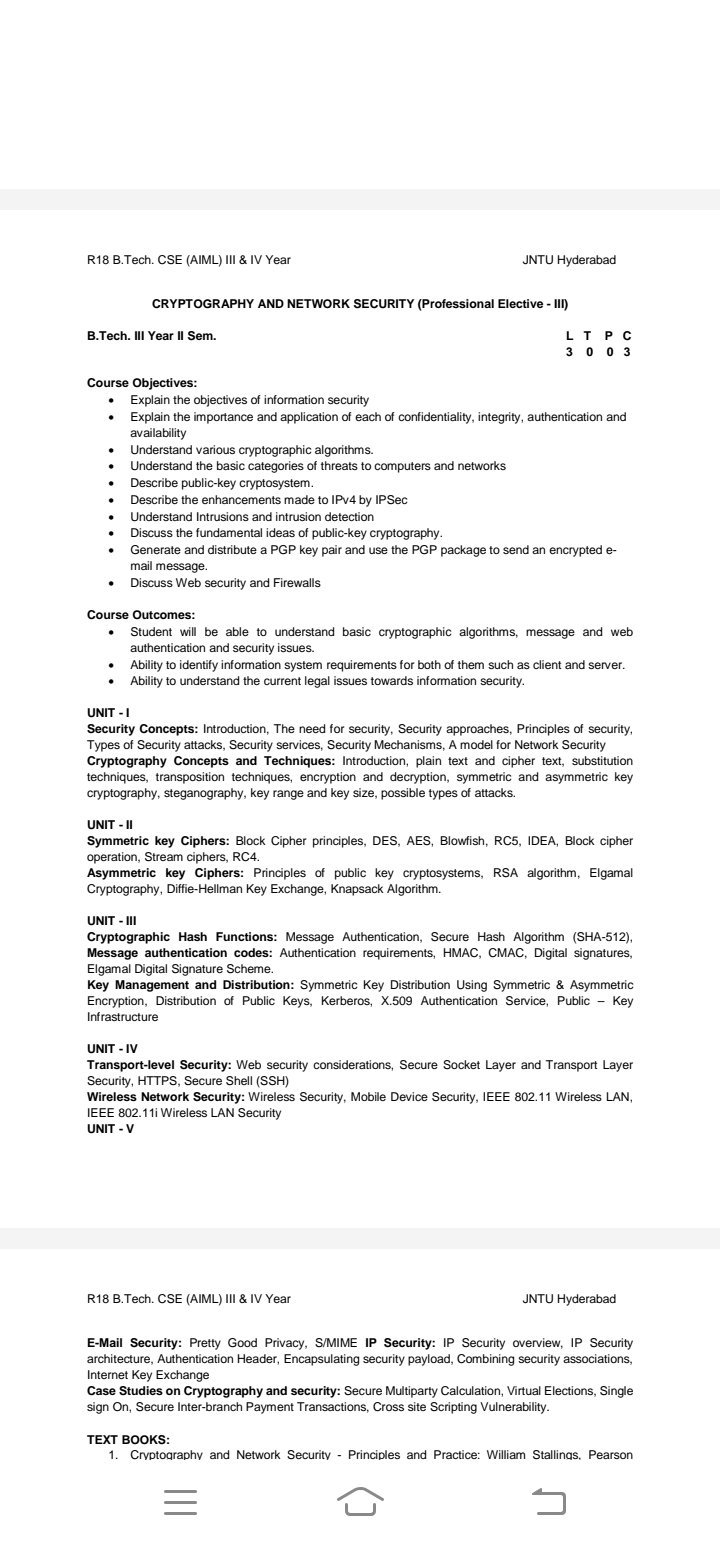 R18 B.Tech. CSE (AIML) III & IV Year JNTU Hyderabad
CRYPTOGRAPHY AND NETWORK SECURITY (Professional Elective - III)
B.Tech. III Year II Sem. L T P C
3 0 0 3
Course Objectives:
• Explain the objectives of information security
• Explain the importance and application of each of confidentiality, integrity, authentication and
availability
• Understand various cryptographic algorithms.
• Understand the basic categories of threats to computers and networks
• Describe public-key cryptosystem.
• Describe the enhancements made to IPv4 by IPSec
• Understand Intrusions and intrusion detection
• Discuss the fundamental ideas of public-key cryptography.
• Generate and distribute a PGP key pair and use the PGP package to send an encrypted e-
mail message.
• Discuss Web security and Firewalls
Course Outcomes:
• Student will be able to understand basic cryptographic algorithms, message and web
authentication and security issues.
• Ability to identify information system requirements for both of them such as client and server.
• Ability to understand the current legal issues towards information security.
UNIT - I
Security Concepts: Introduction, The need for security, Security approaches, Principles of security,
Types of Security attacks, Security services, Security Mechanisms, A model for Network Security
Cryptography Concepts and Techniques: Introduction, plain text and cipher text, substitution
techniques, transposition techniques, encryption and decryption, symmetric and asymmetric key
cryptography, steganography, key range and key size, possible types of attacks.
UNIT - II
Symmetric key Ciphers: Block Cipher principles, DES, AES, Blowfish, RC5, IDEA, Block cipher
operation, Stream ciphers, RC4.
Asymmetric key Ciphers: Principles of public key cryptosystems, RSA algorithm, Elgamal
Cryptography, Diffie-Hellman Key Exchange, Knapsack Algorithm.
UNIT - III
Cryptographic Hash Functions: Message Authentication, Secure Hash Algorithm (SHA-512),
Message authentication codes: Authentication requirements, HMAC, CMAC, Digital signatures,
Elgamal Digital Signature Scheme.
Key Management and Distribution: Symmetric Key Distribution Using Symmetric & Asymmetric
Encryption, Distribution of Public Keys, Kerberos, X.509 Authentication Service, Public – Key
Infrastructure
UNIT - IV
Transport-level Security: Web security considerations, Secure Socket Layer and Transport Layer
Security, HTTPS, Secure Shell (SSH)
Wireless Network Security: Wireless Security, Mobile Device Security, IEEE 802.11 Wireless LAN,
IEEE 802.11i Wireless LAN Security
UNIT - V
R18 B.Tech. CSE (AIML) III & IV Year JNTU Hyderabad
E-Mail Security: Pretty Good Privacy, S/MIME IP Security: IP Security overview, IP Security
architecture, Authentication Header, Encapsulating security payload, Combining security associations,
Internet Key Exchange
Case Studies on Cryptography and security: Secure Multiparty Calculation, Virtual Elections, Single
sign On, Secure Inter-branch Payment Transactions, Cross site Scripting Vulnerability.
TEXT BOOKS:
1. Cryptography and Network Security - Principles and Practice: William Stallings, Pearson